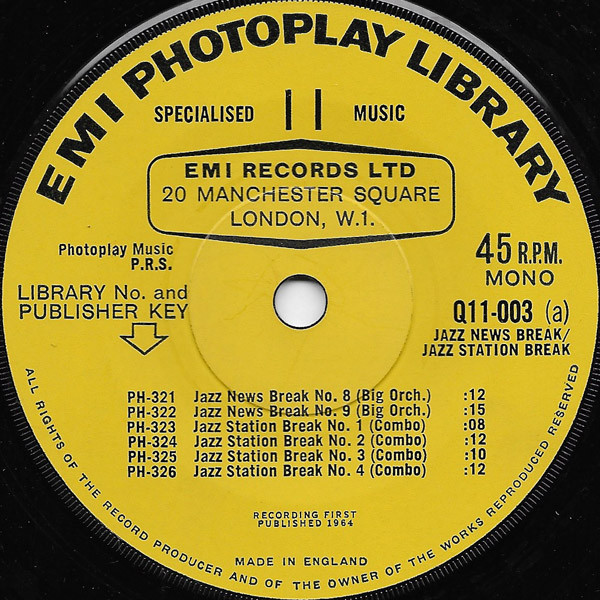 EMI PHOTOPLAY LIBRARY
SPECIALISED MUSIC
EMI RECORDS LTD
20 MANCHESTER SQUARE
LONDON, W.1.
Photoplay Music
P.R.S.
45 R.P.M.
MONO
LIBRARY No. and
PUBLISHER KEY
Q11-003 (a)
JAZZ NEWS BREAK/
JAZZ STATION BREAK
PH-321 Jazz News Break No. 8 (Big Orch.) :12
PH-322 Jazz News Break No. 9 (Big Orch.) :15
PH-323 Jazz Station Break No. 1 (Combo) :08
PH-324 Jazz Station Break No. 2 (Combo) :12
PH-325 Jazz Station Break No. 3 (Combo) :10
PH-326 Jazz Station Break No. 4 (Combo) :12
RECORDING FIRST
PUBLISHED 1964
MADE IN ENGLAND
ALL RIGHTS OF THE RECORD PRODUCER AND OF THE OWNER OF THE WORKS REPRODUCED RESERVED